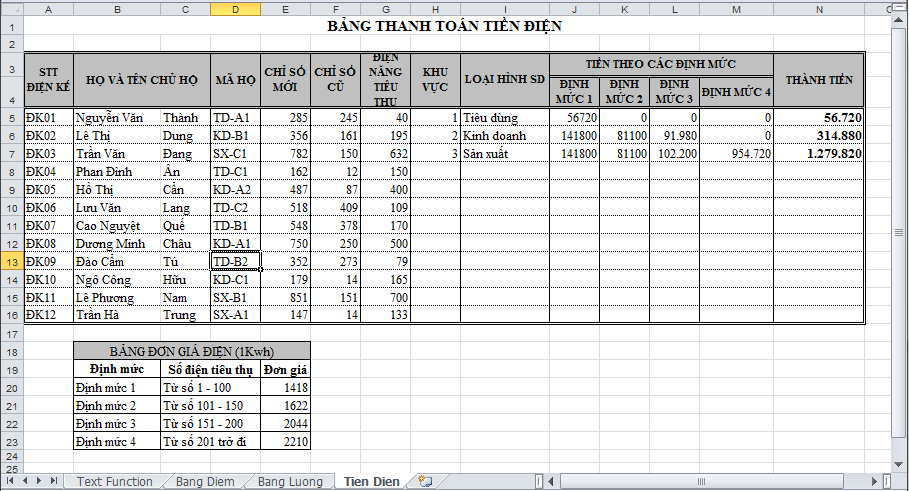 A B C D E F G H I J K L M N
1 BẢNG THANH TOÁN TIỀN ĐIỆN
2
3 STT ĐIỆN KẾ HỌ VÀ TÊN CHỦ HỘ MÃ HỘ CHỈ SỐ MỚI CHỈ SỐ CŨ ĐIỆN NĂNG TIÊU THỤ KHU VỰC LOẠI HÌNH SD TIỀN THEO CÁC ĐỊNH MỨC THÀNH TIỀN
4 ĐỊNH MỨC 1 ĐỊNH MỨC 2 ĐỊNH MỨC 3 ĐỊNH MỨC 4
5 ĐK01 Nguyễn Văn Thành TD-A1 285 245 40 1 Tiêu dùng 56720 0 0 0 56.720
6 ĐK02 Lê Thị Dung KD-B1 356 161 195 2 Kinh doanh 141800 81100 91.980 0 314.880
7 ĐK03 Trần Văn Đang SX-C1 782 150 632 3 Sản xuất 141800 81100 102.200 954.720 1.279.820
8 ĐK04 Phan Đình Ân TD-C1 162 12 150
9 ĐK05 Hồ Thị Cẩn KD-A2 487 87 400
10 ĐK06 Lưu Văn Lang TD-C2 518 409 109
11 ĐK07 Cao Nguyệt Quế TD-B1 548 378 170
12 ĐK08 Dương Minh Châu KD-A1 750 250 500
13 ĐK09 Đào Cẩm Tú TD-B2 352 273 79
14 ĐK10 Ngô Công Hữu KD-C1 179 14 165
15 ĐK11 Lê Phương Nam SX-B1 851 151 700
16 ĐK12 Trần Hà Trung SX-A1 147 14 133
17
18 BẢNG ĐƠN GIÁ ĐIỆN (1Kwh)
19 Định mức Số điện tiêu thụ Đơn giá
20 Định mức 1 Từ số 1 - 100 1418
21 Định mức 2 Từ số 101 - 150 1622
22 Định mức 3 Từ số 151 - 200 2044
23 Định mức 4 Từ số 201 trở đi 2210
24
25
Text Function Bang Diem Bang Luong Tien Dien